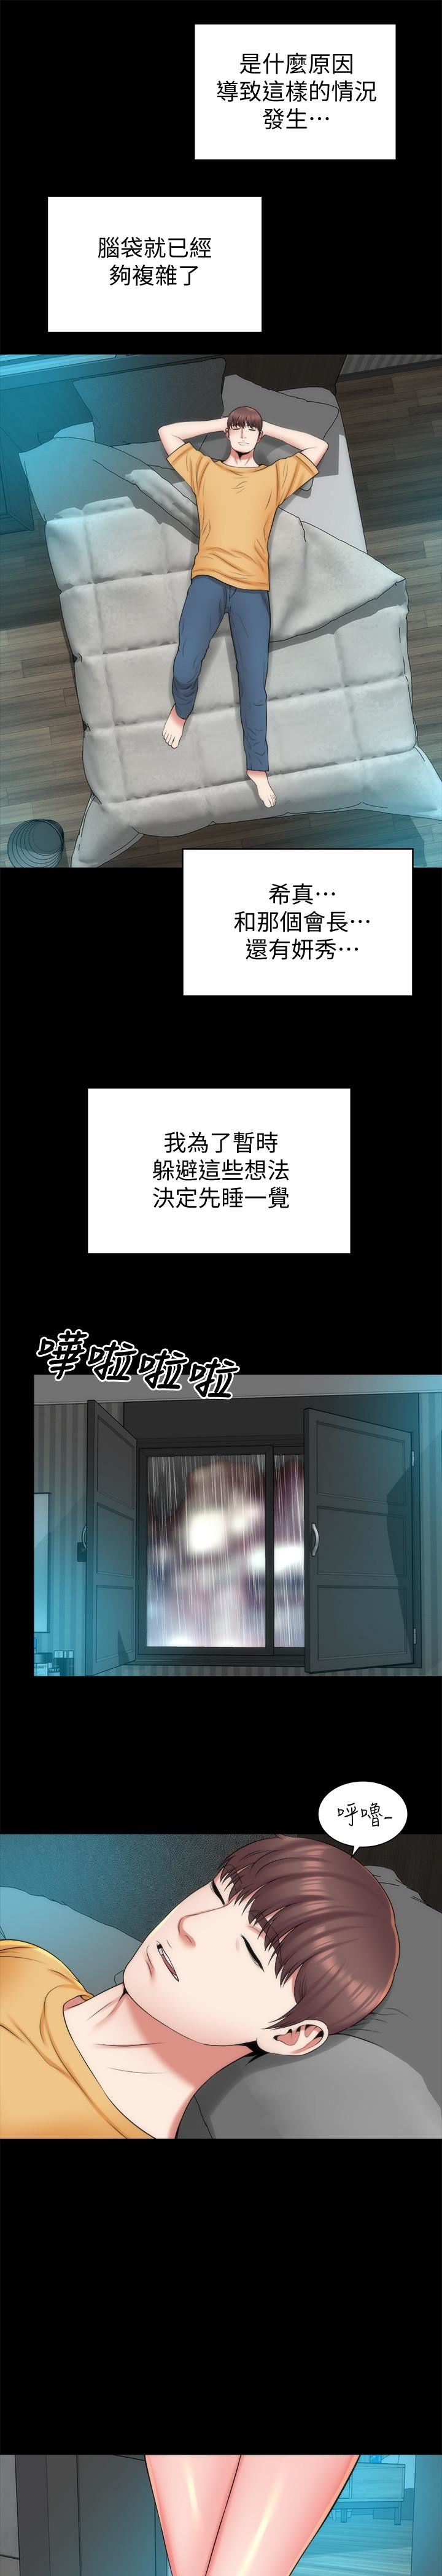 是什麼原因
導致這樣的情況
發生…
腦袋就已經
夠複雜了
希真…
和那個會長…
還有妍秀…
我為了暫時
躲避這些想法
決定先睡一覺
嘩啦啦啦
呼嚕-